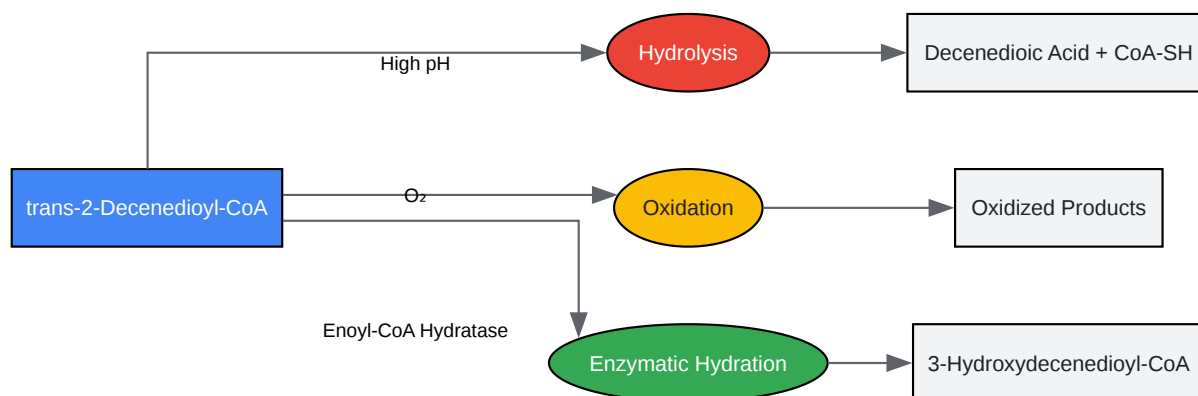 High pH
Hydrolysis
Decenedioic Acid + CoA-SH
trans-2-Decenedioyl-CoA
O₂
Oxidation
Oxidized Products
Enoyl-CoA Hydratase
Enzymatic Hydration
3-Hydroxydecenedioyl-CoA